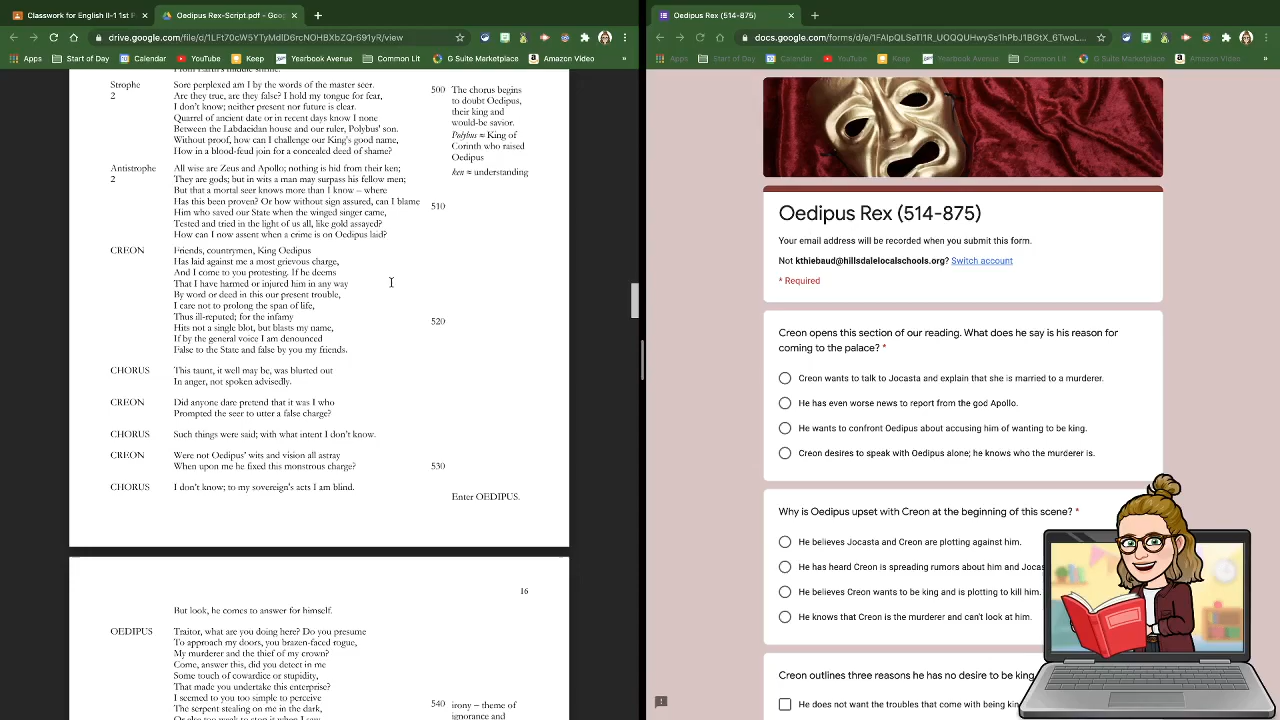 Classwork for English II-1 1st P
Oedipus Rex-Script.pdf - Goo
drive.google.com/file/d/1LFt70cW5YTyMdID6rcNOHBXbZQr691yR/view
Apps
Start of Day
Calendar
YouTube
Keep
Yearbook Avenue
Common Lit
G Suite Marketplace
Amazon Video
»
Strophe
2
Sore perplexed am I by the words of the master seer.
Are they true, are they false? I hold my tongue for fear,
I don't know; neither present nor future is clear.
Quarrel of ancient date or in recent days know I none
Between the Labdacidan house and our ruler, Polybus' son.
Without proof, how can I challenge our King's good name,
How in a blood-feud join for a concealed deed of shame?
500
The chorus begins
to doubt Oedipus,
their king and
would-be savior.
Polybus ≈ King of
Corinth who raised
Oedipus
Antistrophe
2
All wise are Zeus and Apollo; nothing is hid from their ken;
They are gods; but in wits a man may surpass his fellow men;
But that a mortal seer knows more than I know – where
Has this been proven? Or how without sign assured, can I blame
Him who saved our State when the winged singer came,
Tested and tried in the light of us all, like gold assayed?
How can I now assent when a crime is on Oedipus laid?
ken ≈ understanding
510
CREON
Friends, countrymen, King Oedipus
Has laid against me a most grievous charge,
And I come to you protesting. If he deems
That I have harmed or injured him in any way
By word or deed in this our present trouble,
I care not to prolong the span of life,
Thus ill-reputed; for the infamy
Hits not a single blot, but blasts my name,
If by the general voice I am denounced
False to the State and false by you my friends.
520
CHORUS
This taunt, it well may be, was blurted out
In anger, not spoken advisedly.
CREON
Did anyone dare pretend that it was I who
Prompted the seer to utter a false charge?
CHORUS
Such things were said; with what intent I don't know.
CREON
Were not Oedipus' wits and vision all astray
When upon me he fixed this monstrous charge?
530
CHORUS
I don't know; to my sovereign's acts I am blind.
Enter OEDIPUS.
16
But look, he comes to answer for himself.
OEDIPUS
Traitor, what are you doing here? Do you presume
To approach my doors, you brazen-faced rogue,
My murderer and the thief of my crown?
Come, answer this, did you detect in me
Some touch of cowardice or stupidity,
That made you undertake this enterprise?
I seemed to you too simple to perceive
The serpent stealing on me in the dark,
540
irony – theme of
ignorance and
Oedipus Rex (514-875)
docs.google.com/forms/d/e/1FAIpQLSeTl1R_UOQQUHwySs1hPbJ1BGtX_6TwoL...
Apps
Start of Day
Calendar
YouTube
Keep
Yearbook Avenue
Common Lit
G Suite Marketplace
Amazon Video
»
Oedipus Rex (514-875)
Your email address will be recorded when you submit this form.
Not kthiebaud@hillsdalelocalschools.org? Switch account
* Required
Creon opens this section of our reading. What does he say is his reason for
coming to the palace? *
Creon wants to talk to Jocasta and explain that she is married to a murderer.
He has even worse news to report from the god Apollo.
He wants to confront Oedipus about accusing him of wanting to be king.
Creon desires to speak with Oedipus alone; he knows who the murderer is.
Why is Oedipus upset with Creon at the beginning of this scene? *
He believes Jocasta and Creon are plotting against him.
He has heard Creon is spreading rumors about him and Jocas
He believes Creon wants to be king and is plotting to kill him.
He knows that Creon is the murderer and can't look at him.
Creon outlines three reasons he has no desire to be king
He does not want the troubles that come with being kin